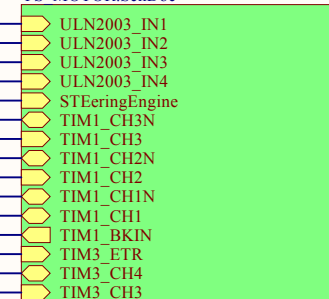 ULN2003_IN1
ULN2003_IN2
ULN2003_IN3
ULN2003_IN4
STEeringEngine
TIM1_CH3N
TIM1_CH3
TIM1_CH2N
TIM1_CH2
TIM1_CH1N
TIM1_CH1
TIM1_BKIN
TIM3_ETR
TIM3_CH4
TIM3_CH3